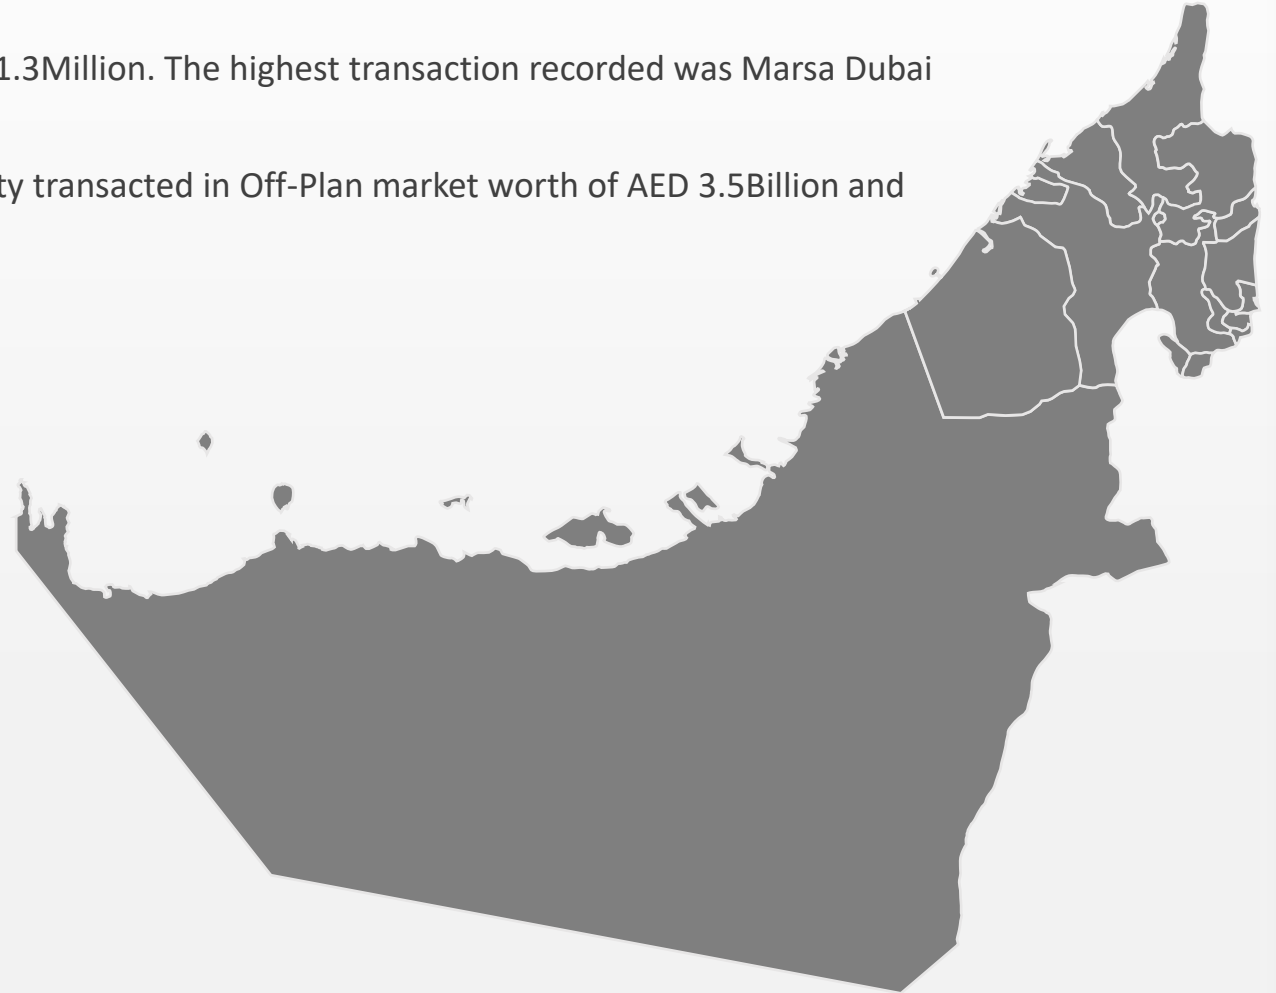 1.3Million. The highest transaction recorded was Marsa Dubai
ty transacted in Off-Plan market worth of AED 3.5Billion and